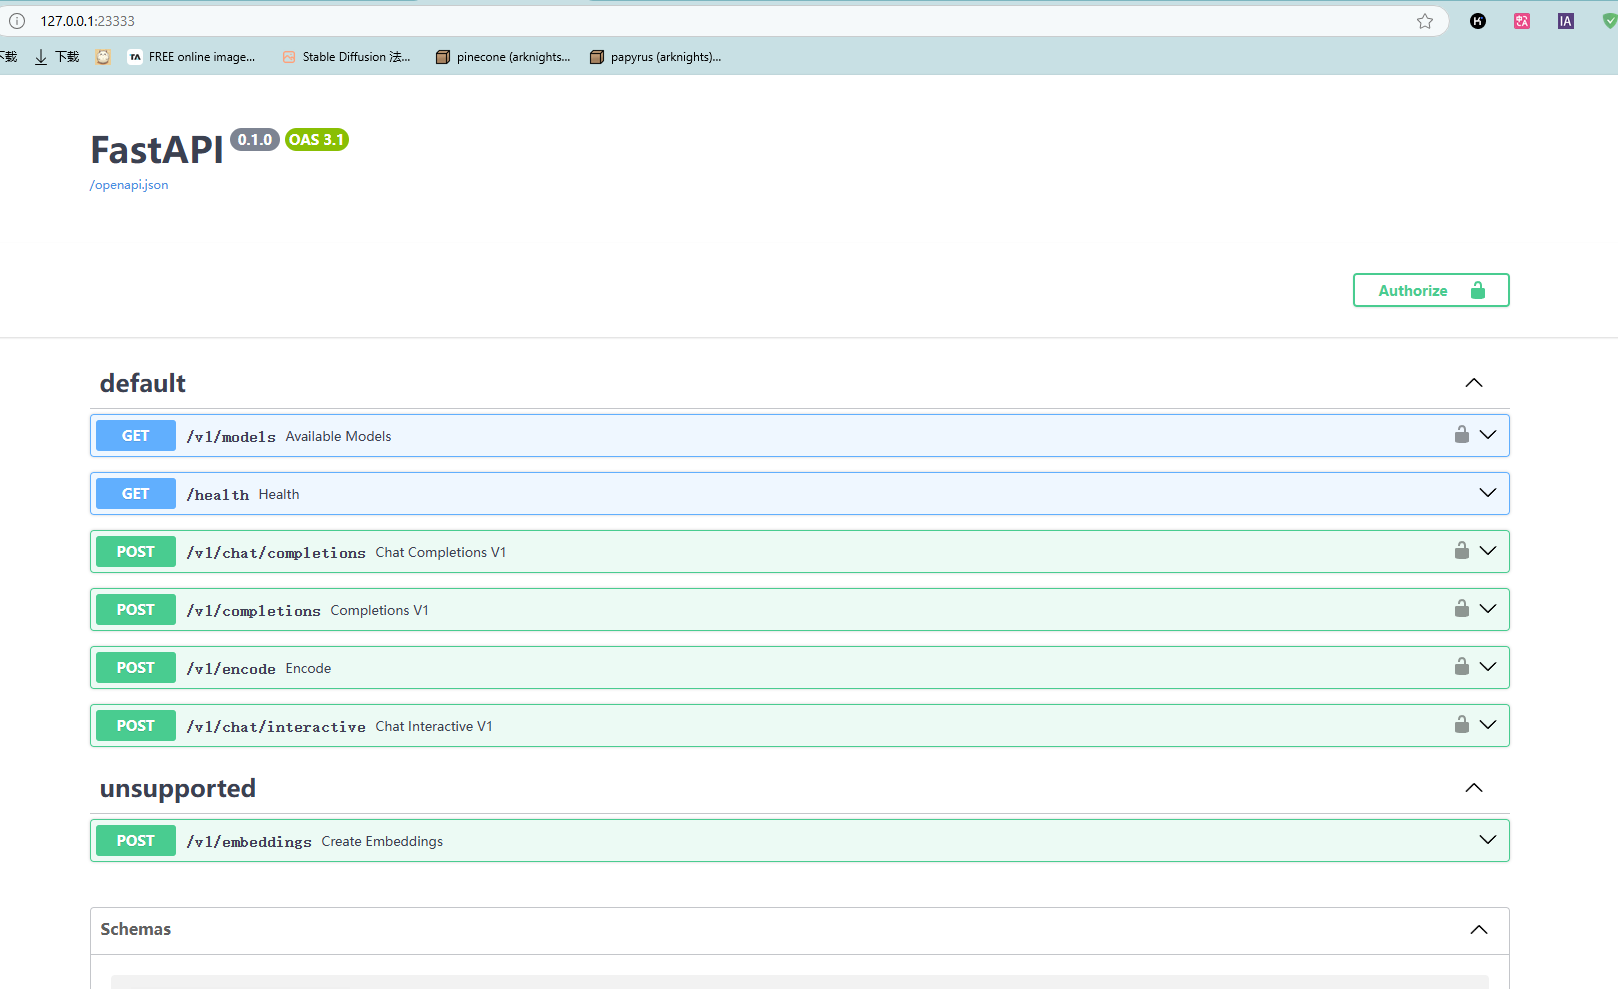 127.0.0.1:23333
下载 下载 FREE online image... Stable Diffusion 法... pinecone (arknights... papyrus (arknights)...
FastAPI 0.1.0 OAS 3.1
/openapi.json
Authorize
default
GET /v1/models Available Models
GET /health Health
POST /v1/chat/completions Chat Completions V1
POST /v1/completions Completions V1
POST /v1/encode Encode
POST /v1/chat/interactive Chat Interactive V1
unsupported
POST /v1/embeddings Create Embeddings
Schemas